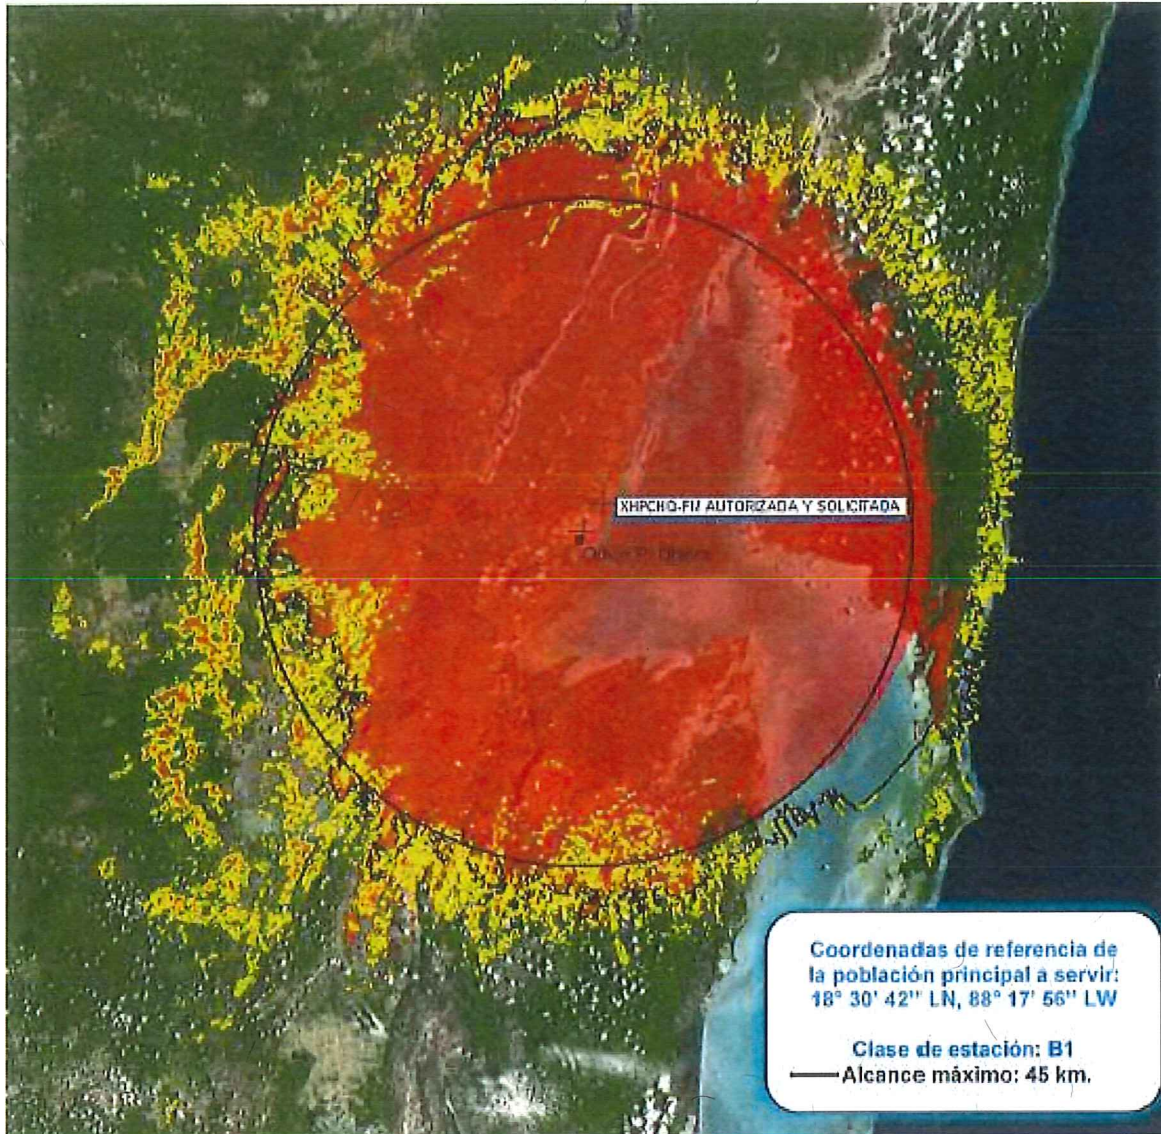 XHPCHQ-FM AUTORIZADA Y SOLICITADA
Coordenadas de referencia de
la población principal a servir:
18° 30' 42" LN, 88° 17' 56" LW
Clase de estación: B1
Alcance máximo: 45 km.